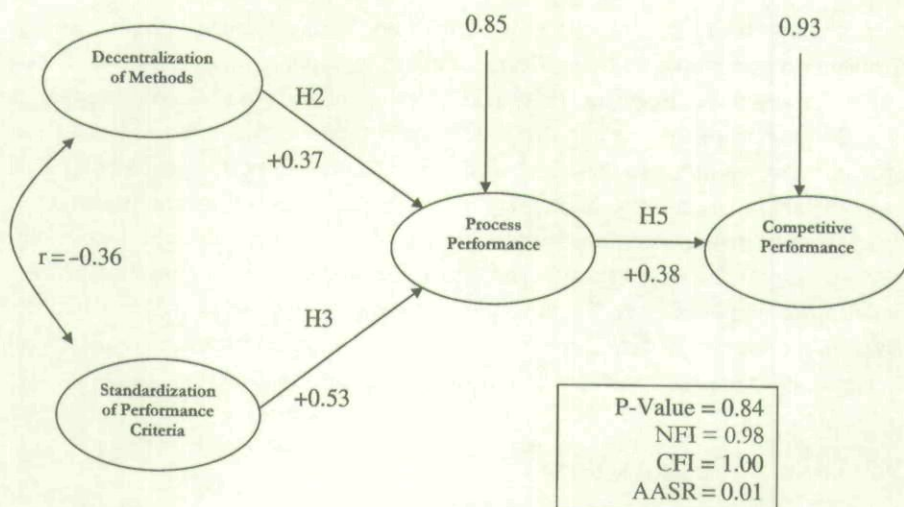 0.85
0.93
Decentralization
of Methods
H2
+0.37
Process
Performance
H5
+0.38
Competitive
Performance
r = -0.36
H3
+0.53
Standardization
of Performance
Criteria
P-Value = 0.84
NFI = 0.98
CFI = 1.00
AASR = 0.01